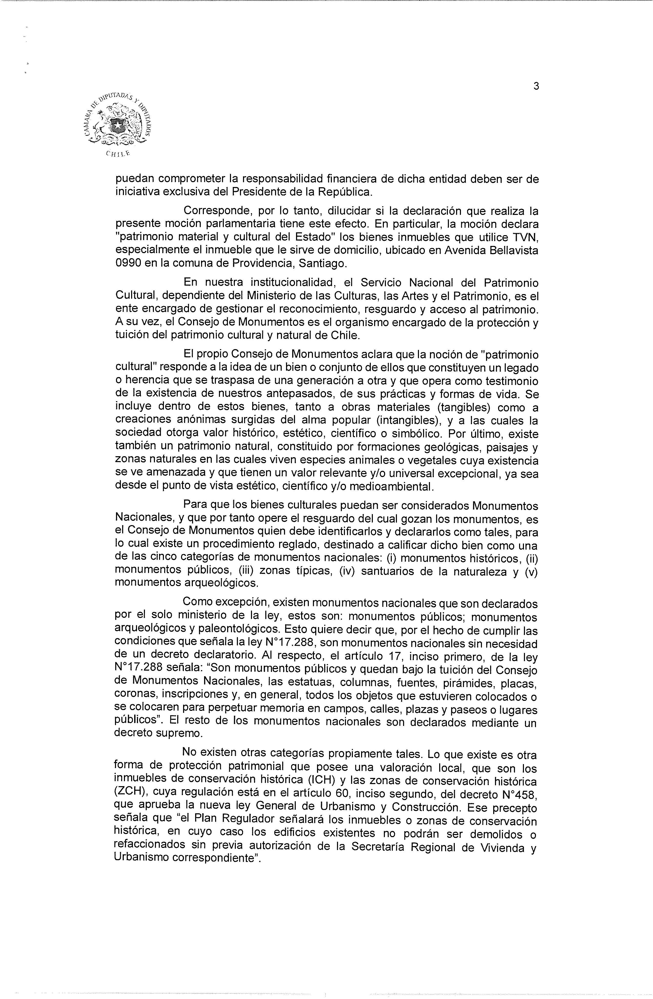 3
CAMARA DE DIPUTADAS Y DIPUTADOS
CHILE
puedan comprometer la responsabilidad financiera de dicha entidad deben ser de
iniciativa exclusiva del Presidente de la República.
Corresponde, por lo tanto, dilucidar si la declaración que realiza la
presente moción parlamentaria tiene este efecto. En particular, la moción declara
"patrimonio material y cultural del Estado" los bienes inmuebles que utilice TVN,
especialmente el inmueble que le sirve de domicilio, ubicado en Avenida Bellavista
0990 en la comuna de Providencia, Santiago.
En nuestra institucionalidad, el Servicio Nacional del Patrimonio
Cultural, dependiente del Ministerio de las Culturas, las Artes y el Patrimonio, es el
ente encargado de gestionar el reconocimiento, resguardo y acceso al patrimonio.
A su vez, el Consejo de Monumentos es el organismo encargado de la protección y
tuición del patrimonio cultural y natural de Chile.
El propio Consejo de Monumentos aclara que la noción de "patrimonio
cultural" responde a la idea de un bien o conjunto de ellos que constituyen un legado
o herencia que se traspasa de una generación a otra y que opera como testimonio
de la existencia de nuestros antepasados, de sus prácticas y formas de vida. Se
incluye dentro de estos bienes, tanto a obras materiales (tangibles) como a
creaciones anónimas surgidas del alma popular (intangibles), y a las cuales la
sociedad otorga valor histórico, estético, científico o simbólico. Por último, existe
también un patrimonio natural, constituido por formaciones geológicas, paisajes y
zonas naturales en las cuales viven especies animales o vegetales cuya existencia
se ve amenazada y que tienen un valor relevante y/o universal excepcional, ya sea
desde el punto de vista estético, científico y/o medioambiental.
Para que los bienes culturales puedan ser considerados Monumentos
Nacionales, y que por tanto opere el resguardo del cual gozan los monumentos, es
el Consejo de Monumentos quien debe identificarlos y declararlos como tales, para
lo cual existe un procedimiento reglado, destinado a calificar dicho bien como una
de las cinco categorías de monumentos nacionales: (i) monumentos históricos, (ii)
monumentos públicos, (iii) zonas típicas, (iv) santuarios de la naturaleza y (v)
monumentos arqueológicos.
Como excepción, existen monumentos nacionales que son declarados
por el solo ministerio de la ley, estos son: monumentos públicos; monumentos
arqueológicos y paleontológicos. Esto quiere decir que, por el hecho de cumplir las
condiciones que señala la ley N°17.288, son monumentos nacionales sin necesidad
de un decreto declaratorio. Al respecto, el artículo 17, inciso primero, de la ley
N°17.288 señala: “Son monumentos públicos y quedan bajo la tuición del Consejo
de Monumentos Nacionales, las estatuas, columnas, fuentes, pirámides, placas,
coronas, inscripciones y, en general, todos los objetos que estuvieren colocados o
se colocaren para perpetuar memoria en campos, calles, plazas y paseos o lugares
públicos”. El resto de los monumentos nacionales son declarados mediante un
decreto supremo.
No existen otras categorías propiamente tales. Lo que existe es otra
forma de protección patrimonial que posee una valoración local, que son los
inmuebles de conservación histórica (ICH) y las zonas de conservación histórica
(ZCH), cuya regulación está en el artículo 60, inciso segundo, del decreto N°458,
que aprueba la nueva ley General de Urbanismo y Construcción. Ese precepto
señala que “el Plan Regulador señalará los inmuebles o zonas de conservación
histórica, en cuyo caso los edificios existentes no podrán ser demolidos o
refaccionados sin previa autorización de la Secretaría Regional de Vivienda y
Urbanismo correspondiente”.